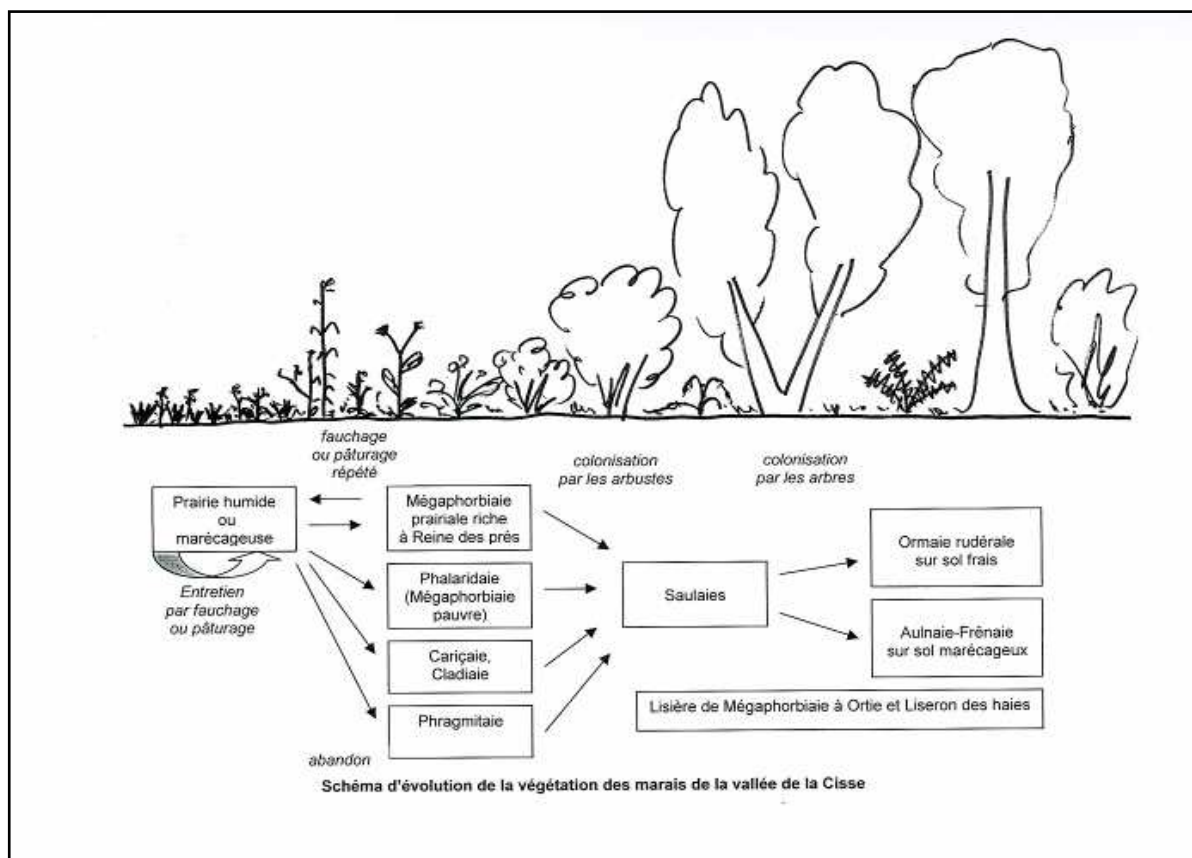 fauchage
ou pâturage
répété
colonisation
par les arbustes
colonisation
par les arbres
Prairie humide
ou
marécageuse
Mégaphorbiaie
prairiale riche
à Reine des prés
Ormaie rudérale
sur sol frais
Entretien
par fauchage
ou pâturage
Phalaridaie
(Mégaphorbiaie
pauvre)
Saulaies
Aulnaie-Frênaie
sur sol marécageux
Cariçaie,
Cladiaie
Lisière de Mégaphorbiaie à Ortie et Liseron des haies
Phragmitaie
abandon
Schéma d'évolution de la végétation des marais de la vallée de la Cisse